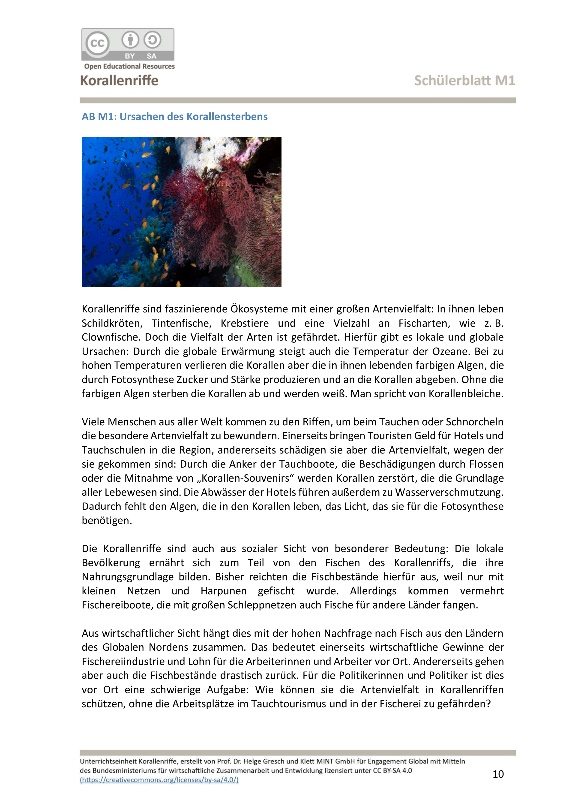 cc
BY SA
Open Educational Resources
Korallenriffe
Schülerblatt M1
AB M1: Ursachen des Korallensterbens
Korallenriffe sind faszinierende Ökosysteme mit einer großen Artenvielfalt: In ihnen leben
Schildkröten, Tintenfische, Krebstiere und eine Vielzahl an Fischarten, wie z. B.
Clownfische. Doch die Vielfalt der Arten ist gefährdet. Hierfür gibt es lokale und globale
Ursachen: Durch die globale Erwärmung steigt auch die Temperatur der Ozeane. Bei zu
hohen Temperaturen verlieren die Korallen aber die in ihnen lebenden farbigen Algen, die
durch Fotosynthese Zucker und Stärke produzieren und an die Korallen abgeben. Ohne die
farbigen Algen sterben die Korallen ab und werden weiß. Man spricht von Korallenbleiche.
Viele Menschen aus aller Welt kommen zu den Riffen, um beim Tauchen oder Schnorcheln
die besondere Artenvielfalt zu bewundern. Einerseits bringen Touristen Geld für Hotels und
Tauchschulen in die Region, andererseits schädigen sie aber die Artenvielfalt, wegen der
sie gekommen sind: Durch die Anker der Tauchboote, die Beschädigungen durch Flossen
oder die Mitnahme von „Korallen-Souvenirs“ werden Korallen zerstört, die die Grundlage
aller Lebewesen sind. Die Abwässer der Hotels führen außerdem zu Wasserverschmutzung.
Dadurch fehlt den Algen, die in den Korallen leben, das Licht, das sie für die Fotosynthese
benötigen.
Die Korallenriffe sind auch aus sozialer Sicht von besonderer Bedeutung: Die lokale
Bevölkerung ernährt sich zum Teil von den Fischen des Korallenriffs, die ihre
Nahrungsgrundlage bilden. Bisher reichten die Fischbestände hierfür aus, weil nur mit
kleinen Netzen und Harpunen gefischt wurde. Allerdings kommen vermehrt
Fischereiboote, die mit großen Schleppnetzen auch Fische für andere Länder fangen.
Aus wirtschaftlicher Sicht hängt dies mit der hohen Nachfrage nach Fisch aus den Ländern
des Globalen Nordens zusammen. Das bedeutet einerseits wirtschaftliche Gewinne der
Fischereiindustrie und Lohn für die Arbeiterinnen und Arbeiter vor Ort. Andererseits gehen
aber auch die Fischbestände drastisch zurück. Für die Politikerinnen und Politiker ist dies
vor Ort eine schwierige Aufgabe: Wie können sie die Artenvielfalt in Korallenriffen
schützen, ohne die Arbeitsplätze im Tauchtourismus und in der Fischerei zu gefährden?
Unterrichtseinheit Korallenriffe, erstellt von Prof. Dr. Helge Gresch und Klett MINT GmbH für Engagement Global mit Mitteln
des Bundesministeriums für wirtschaftliche Zusammenarbeit und Entwicklung lizensiert unter CC BY-SA 4.0
(https://creativecommons.org/licenses/by-sa/4.0/)
10